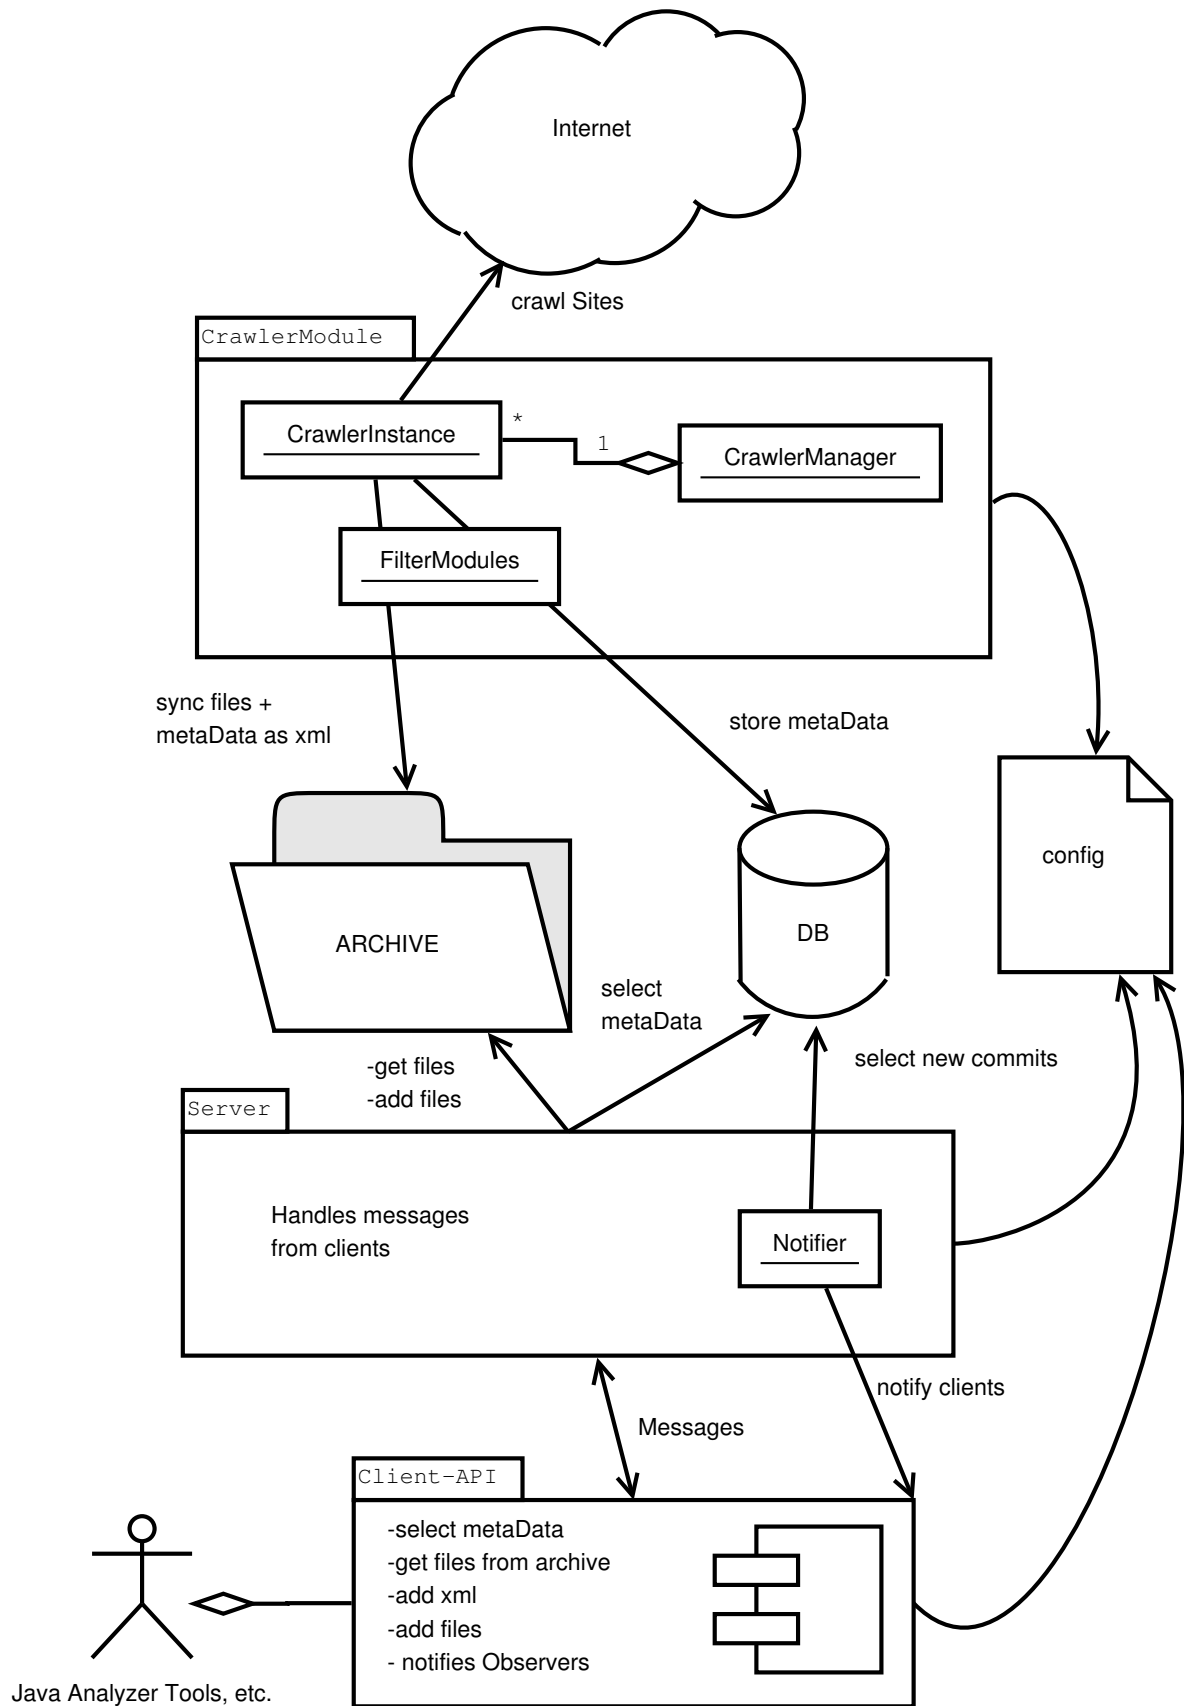 Internet
crawl Sites
CrawlerModule
CrawlerInstance
*
1
CrawlerManager
FilterModules
sync files +
metaData as xml
store metaData
config
ARCHIVE
DB
select
metaData
-get files
-add files
select new commits
Server
Handles messages
from clients
Notifier
notify clients
Messages
Client-API
-select metaData
-get files from archive
-add xml
-add files
- notifies Observers
Java Analyzer Tools, etc.